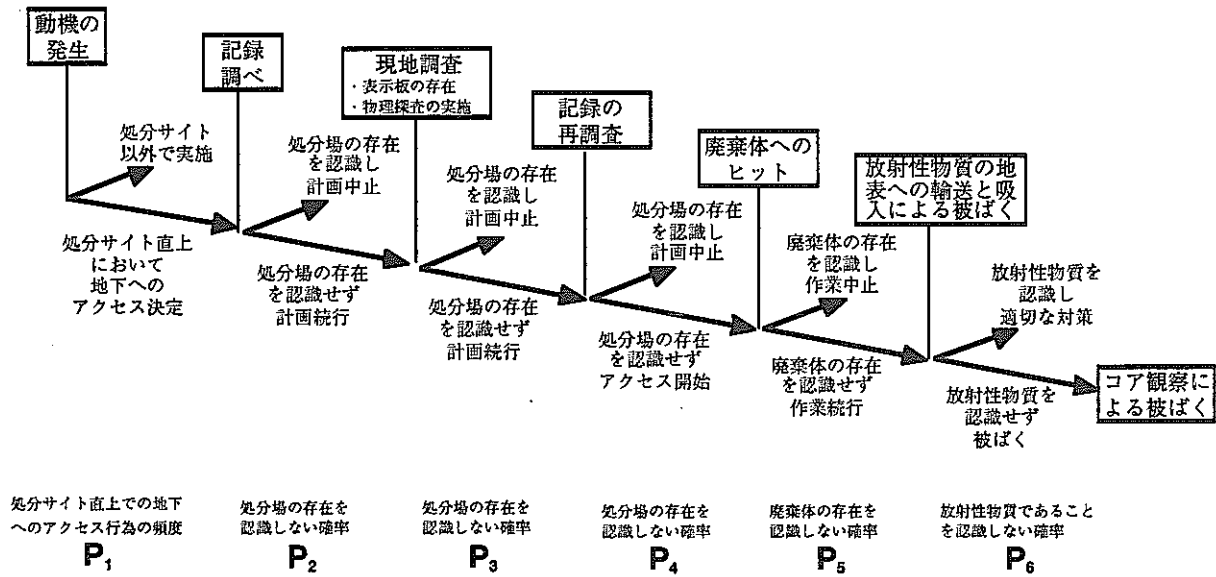 動機の
発生
処分サイト
以外で実施
処分サイト直上
において
地下への
アクセス決定
記録
調べ
処分場の存在
を認識し
計画中止
処分場の存在
を認識せず
計画続行
現地調査
・表示板の存在
・物理探査の実施
処分場の存在
を認識し
計画中止
処分場の存在
を認識せず
計画続行
記録の
再調査
処分場の存在
を認識し
計画中止
処分場の存在
を認識せず
アクセス開始
廃棄体への
ヒット
廃棄体の存在
を認識し
作業中止
廃棄体の存在
を認識せず
作業続行
放射性物質の地
表への輸送と吸
入による被ばく
放射性物質を
認識し
適切な対策
放射性物質を
認識せず
被ばく
コア観察に
よる被ばく
処分サイト直上での地下
へのアクセス行為の頻度
P1
処分場の存在を
認識しない確率
P2
処分場の存在を
認識しない確率
P3
処分場の存在を
認識しない確率
P4
廃棄体の存在を
認識しない確率
P5
放射性物質であること
を認識しない確率
P6